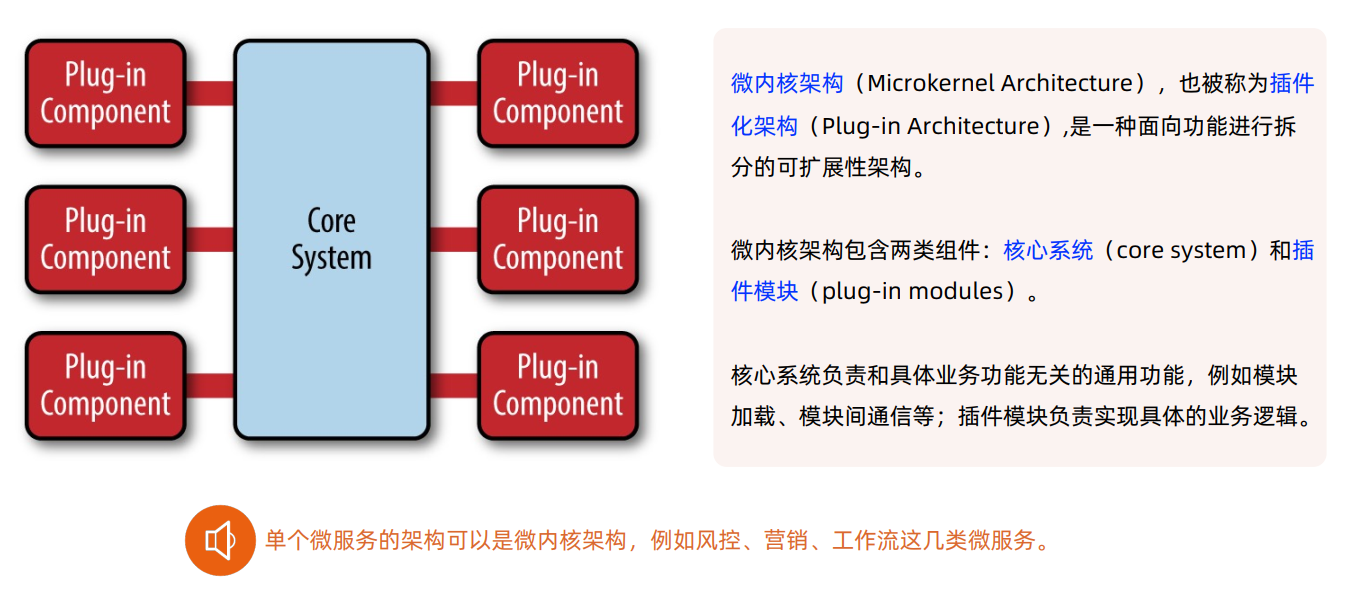 Plug-in
Component
Plug-in
Component
Plug-in
Component
Core
System
Plug-in
Component
Plug-in
Component
Plug-in
Component
微内核架构（Microkernel Architecture），也被称为插件
化架构（Plug-in Architecture）,是一种面向功能进行拆
分的可扩展性架构。
微内核架构包含两类组件：核心系统（core system）和插
件模块（plug-in modules）。
核心系统负责和具体业务功能无关的通用功能，例如模块
加载、模块间通信等；插件模块负责实现具体的业务逻辑。
单个微服务的架构可以是微内核架构，例如风控、营销、工作流这几类微服务。